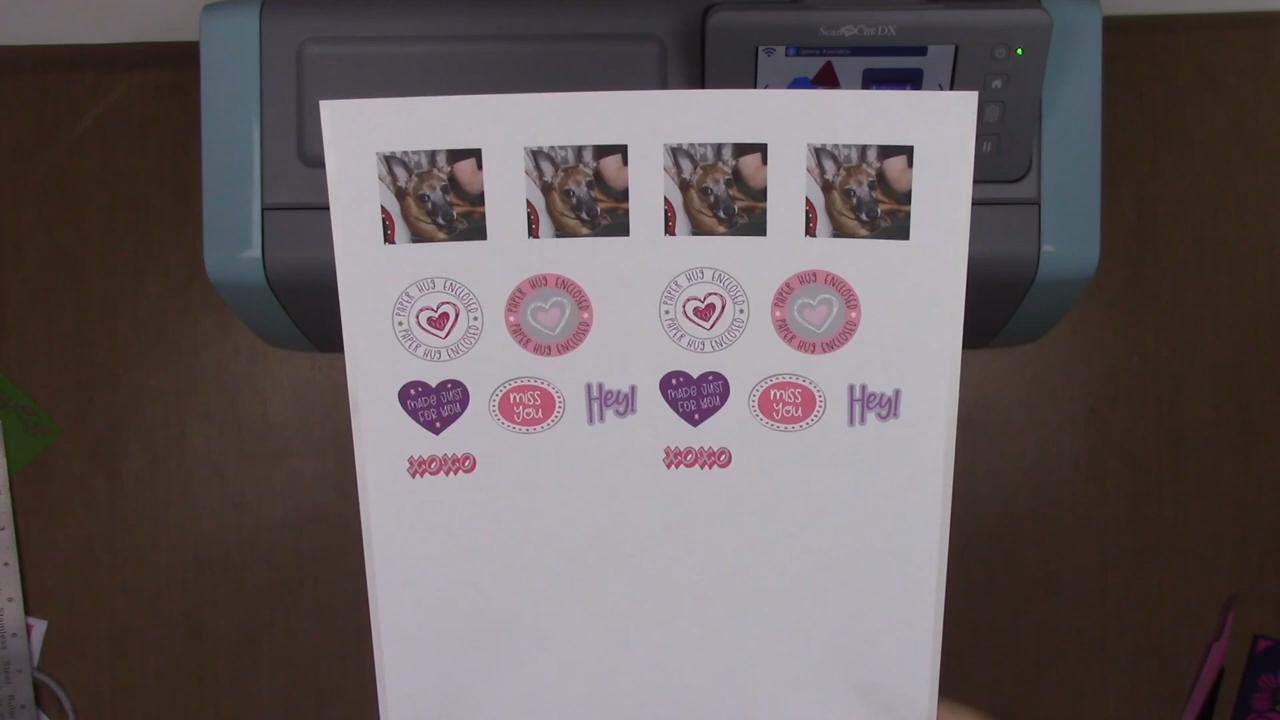 ScanNCut DX
PAPER HUG ENCLOSED
PAPER HUG ENCLOSED
PAPER HUG ENCLOSED
PAPER HUG ENCLOSED
PAPER HUG ENCLOSED
PAPER HUG ENCLOSED
PAPER HUG ENCLOSED
PAPER HUG ENCLOSED
MADE JUST
FOR YOU
miss
you
Hey!
MADE JUST
FOR YOU
miss
you
Hey!
XOXO
XOXO